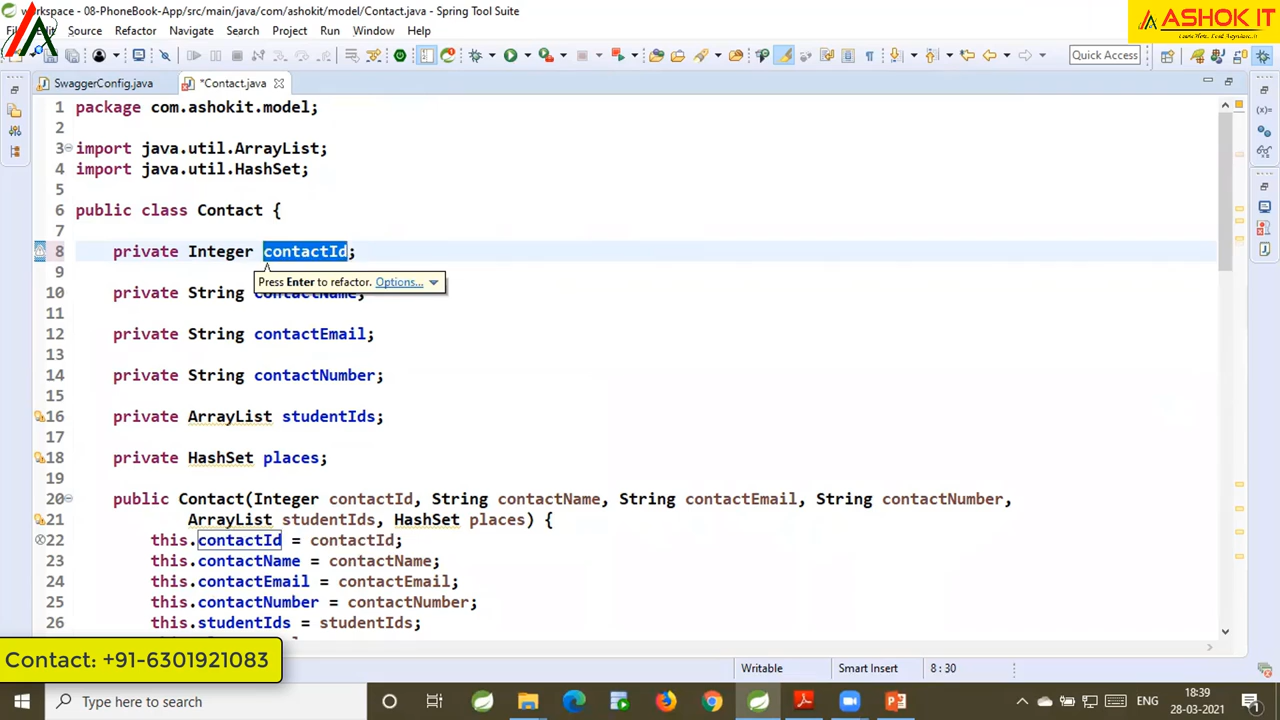 workspace - 08-PhoneBook-App/src/main/java/com/ashokit/model/Contact.java - Spring Tool Suite
ASHOK IT
Source Refactor Navigate Search Project Run Window Help
Quick Access
SwaggerConfig.java *Contact.java
1 package com.ashokit.model;
2
3 import java.util.ArrayList;
4 import java.util.HashSet;
5
6 public class Contact {
7
8 private Integer contactId;
9
Press Enter to refactor. Options...
10 private String contactName;
11
12 private String contactEmail;
13
14 private String contactNumber;
15
16 private ArrayList studentIds;
17
18 private HashSet places;
19
20 public Contact(Integer contactId, String contactName, String contactEmail, String contactNumber,
21 ArrayList studentIds, HashSet places) {
22 this.contactId = contactId;
23 this.contactName = contactName;
24 this.contactEmail = contactEmail;
25 this.contactNumber = contactNumber;
26 this.studentIds = studentIds;
Contact: +91-6301921083
Writable Smart Insert 8 : 30
Type here to search
ENG
18:39
28-03-2021